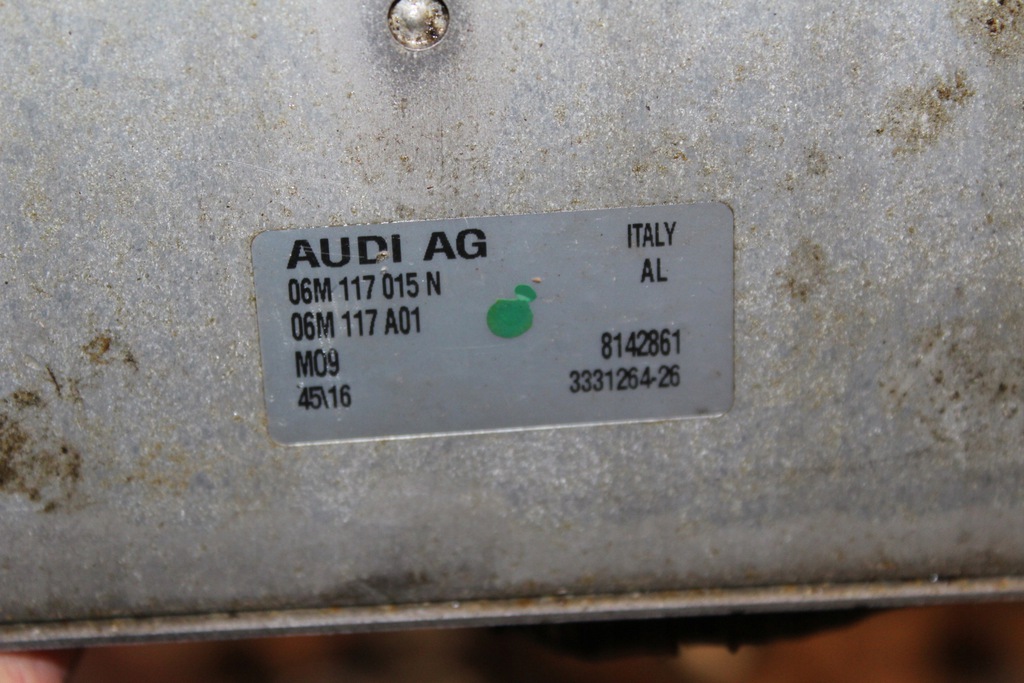 AUDI AG
06M 117 015 N
06M 117 A01
M09
45\16
ITALY
AL
8142861
3331264-26